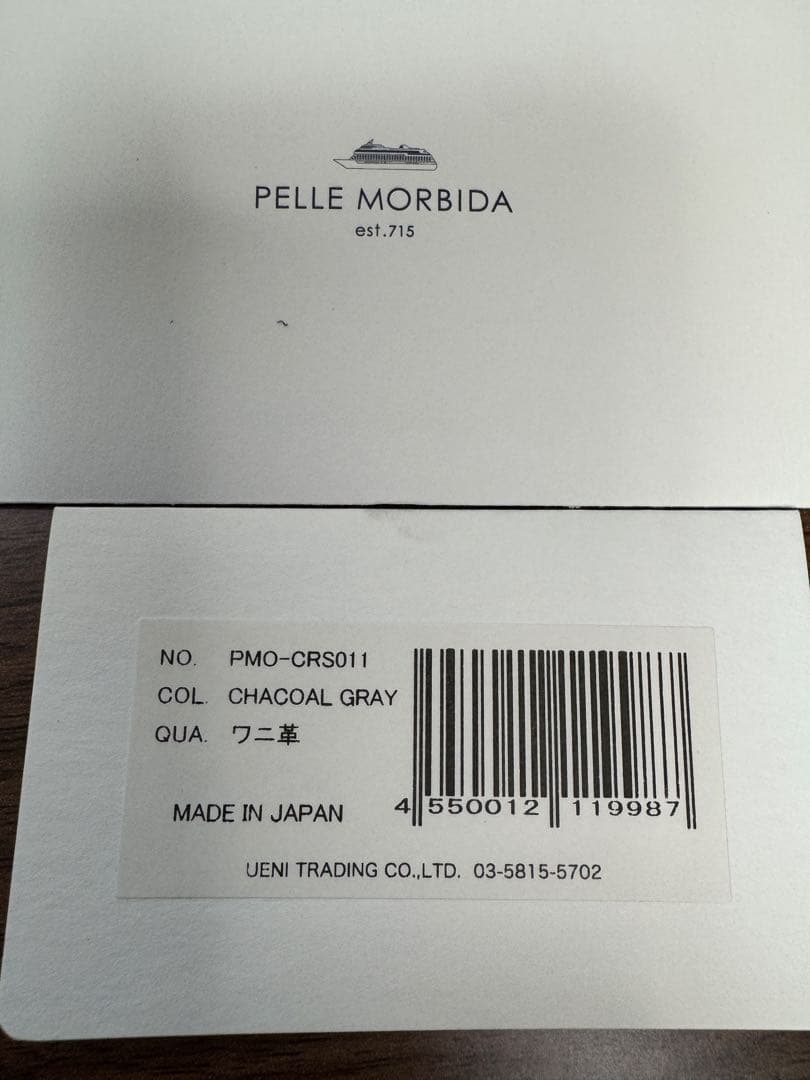 PELLE MORBIDA
est.715
NO. PMO-CRS011
COL. CHACOAL GRAY
QUA. ワニ革
MADE IN JAPAN
4 550012 119987
UENI TRADING CO.,LTD. 03-5815-5702